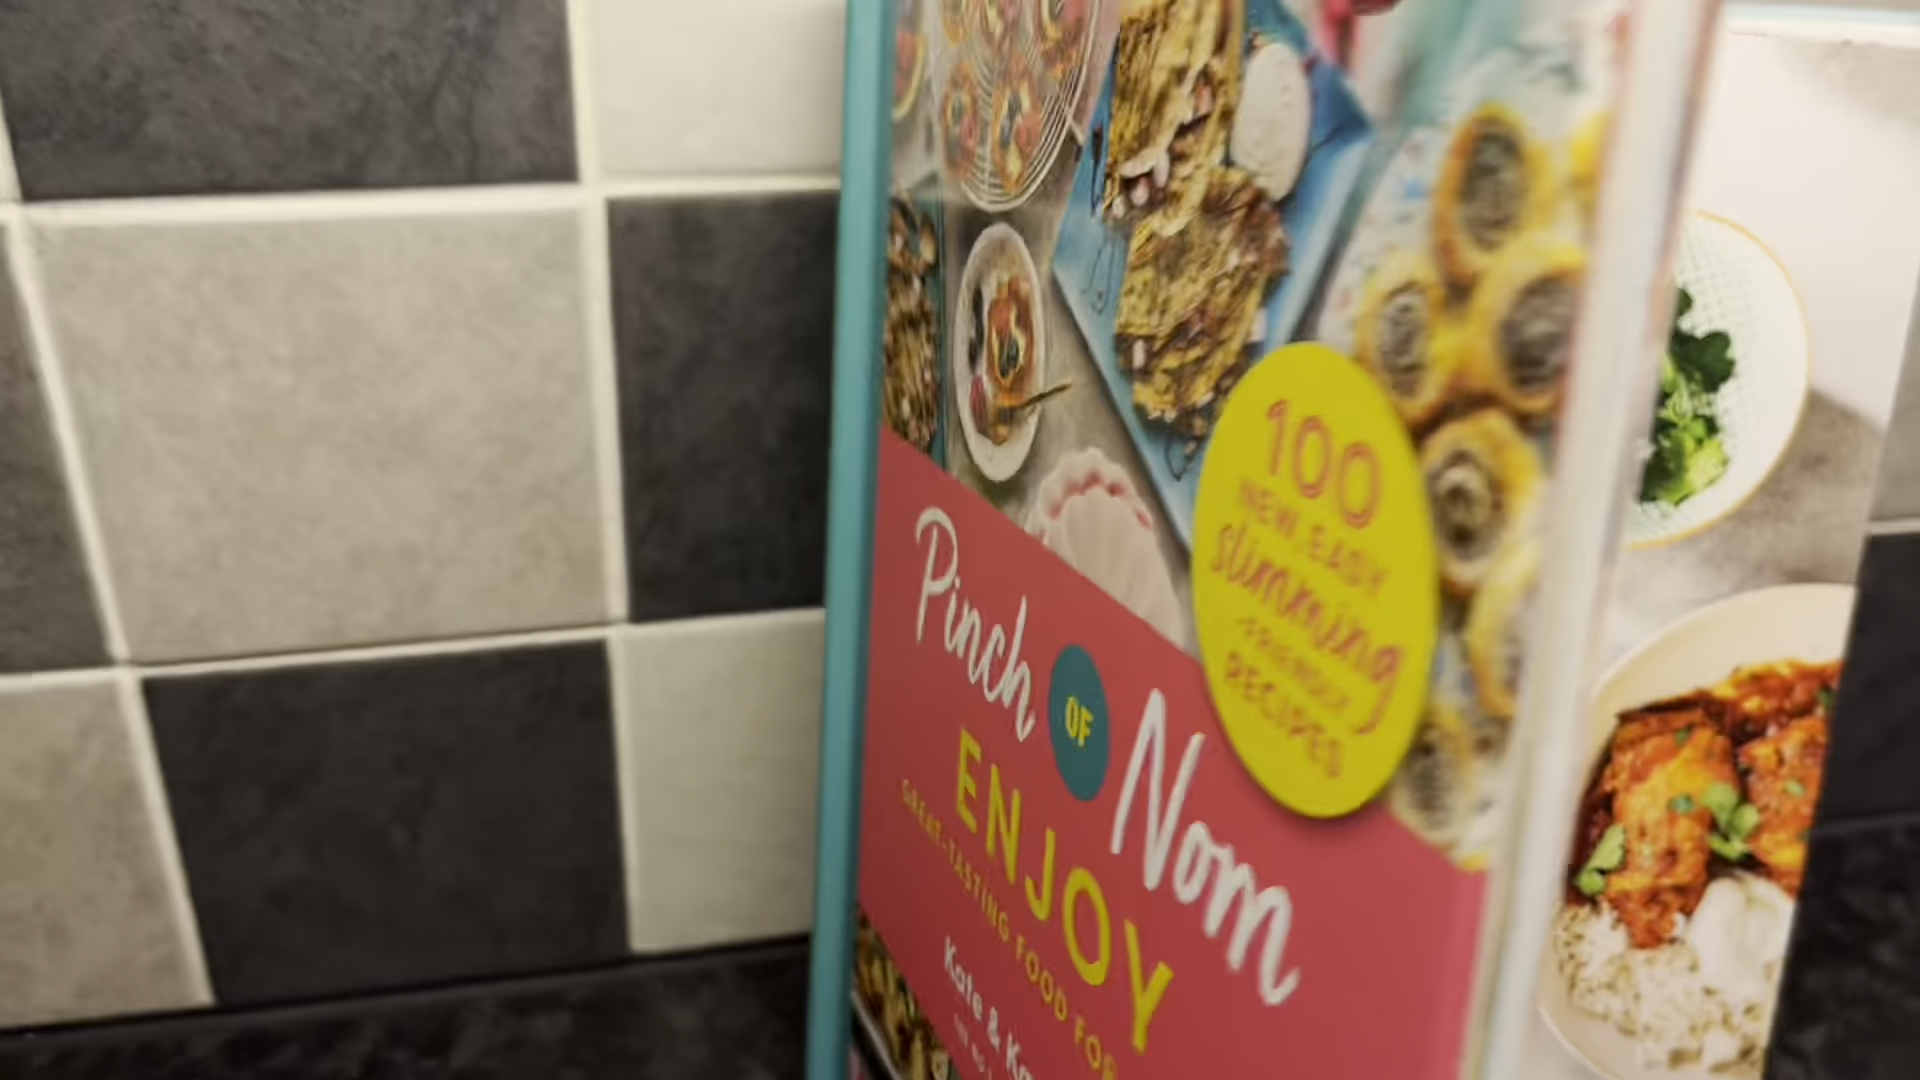 100
NEW EASY
slimming
-FRIENDLY
RECIPES
Pinch OF Nom
ENJOY
GREAT-TASTING FOOD FOR
Kate & Ka